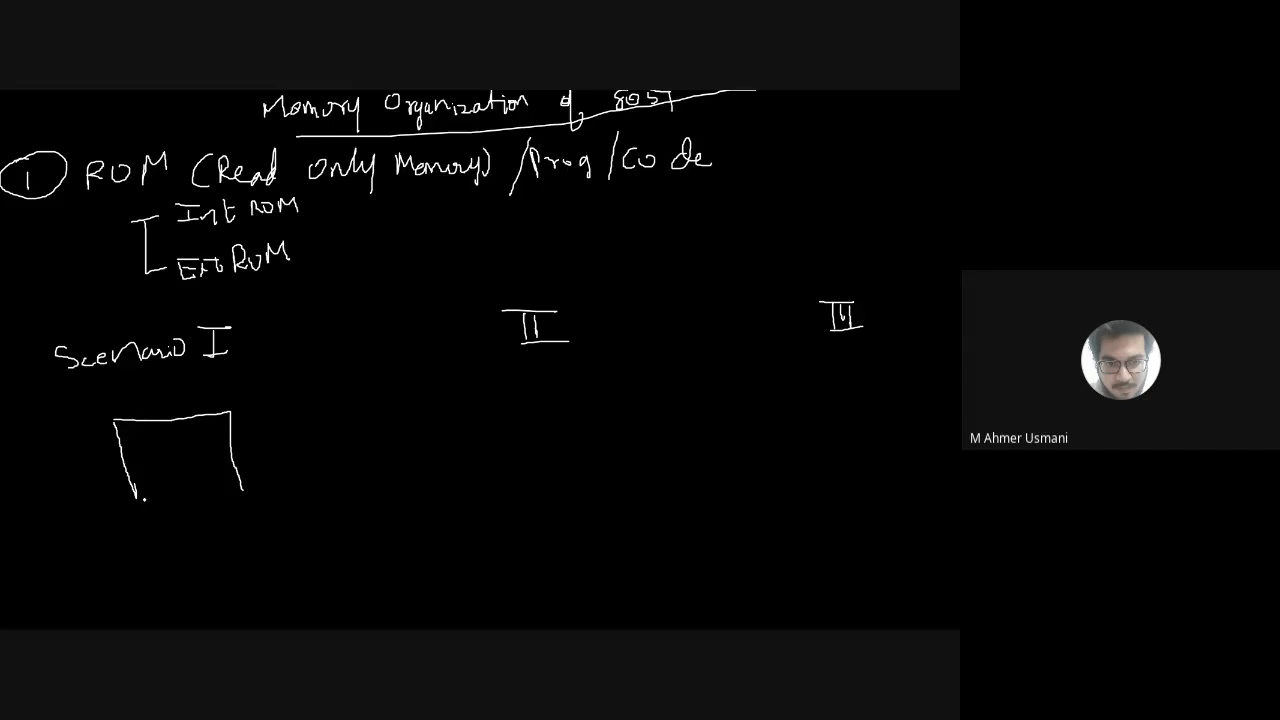 Memory Organization of 8051
1 ROM (Read Only Memory) /Prog/Code
Int ROM
Ext ROM
Scenario I
II
III
M Ahmer Usmani